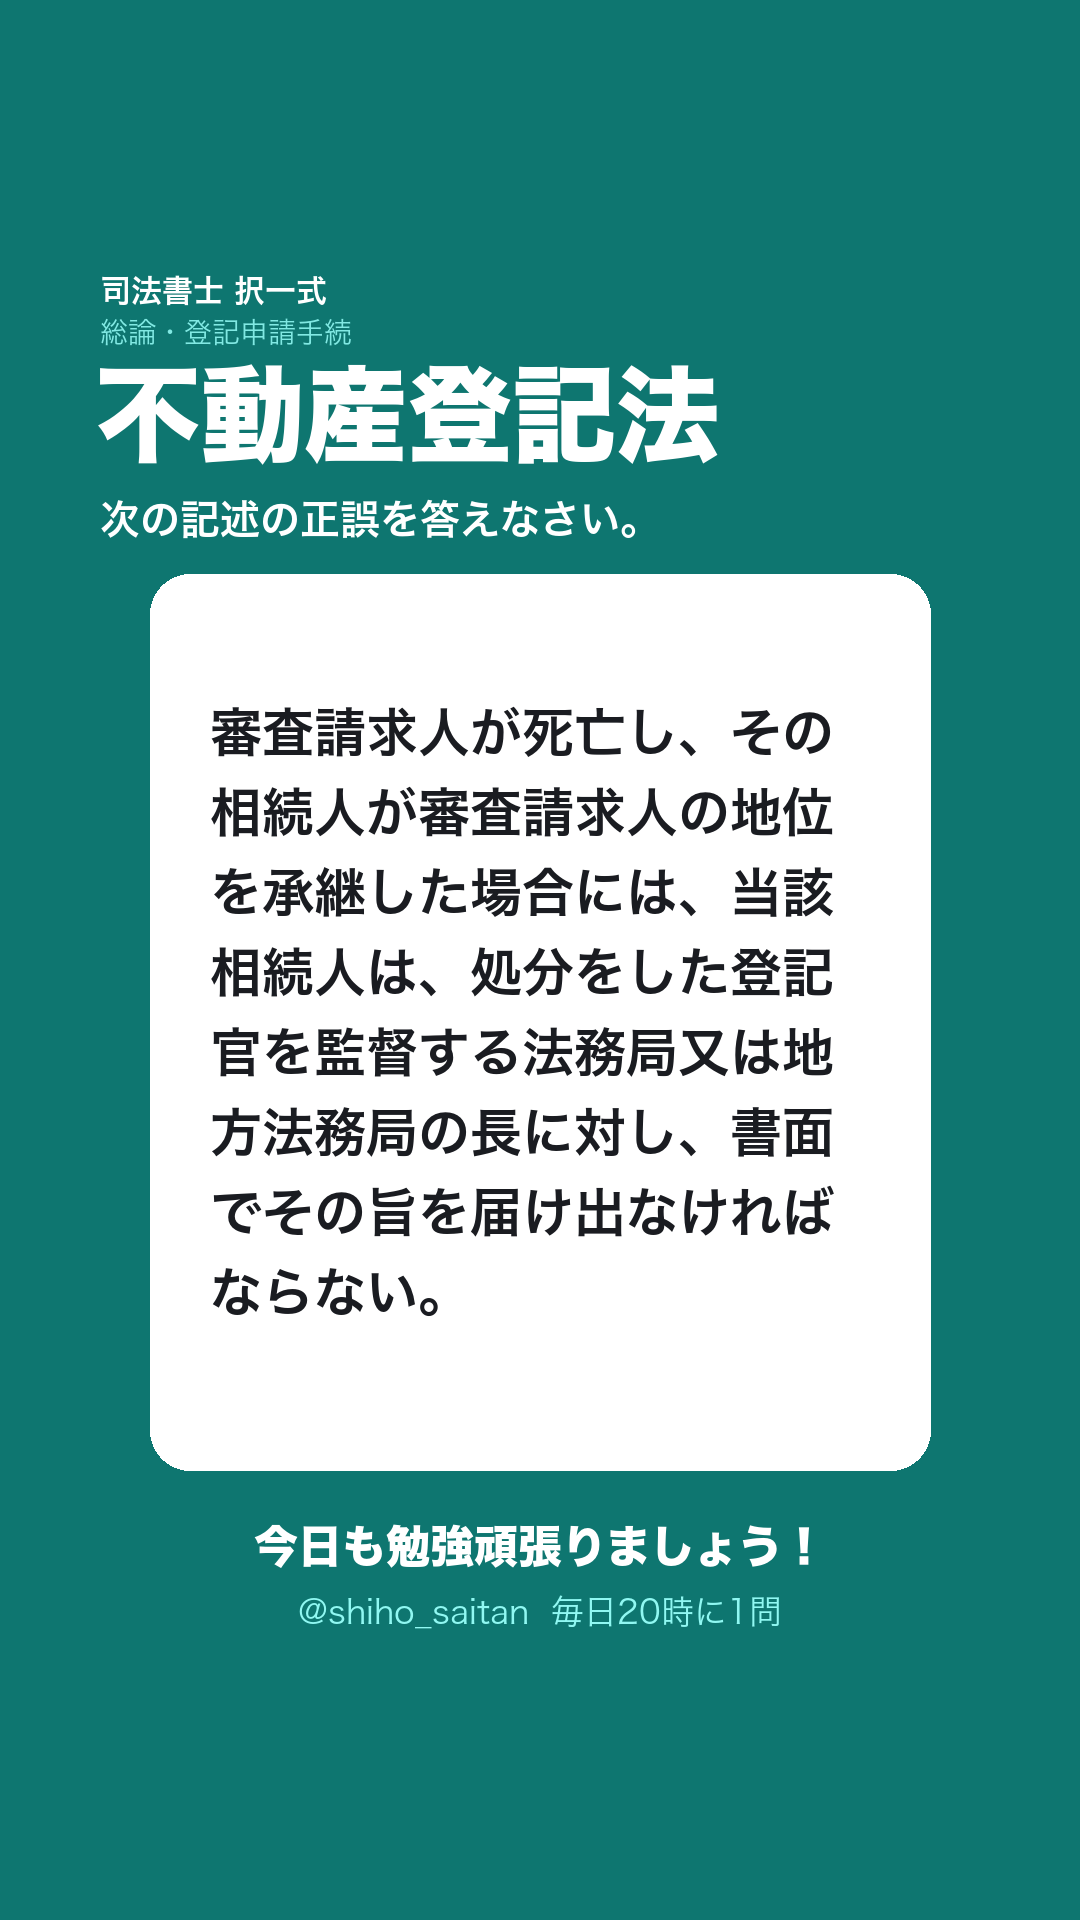 司法書士 択一式
総論・登記申請手続
不動産登記法
次の記述の正誤を答えなさい。
審査請求人が死亡し、その
相続人が審査請求人の地位
を承継した場合には、当該
相続人は、処分をした登記
官を監督する法務局又は地
方法務局の長に対し、書面
でその旨を届け出なければ
ならない。
今日も勉強頑張りましょう！
@shiho_saitan 毎日20時に1問